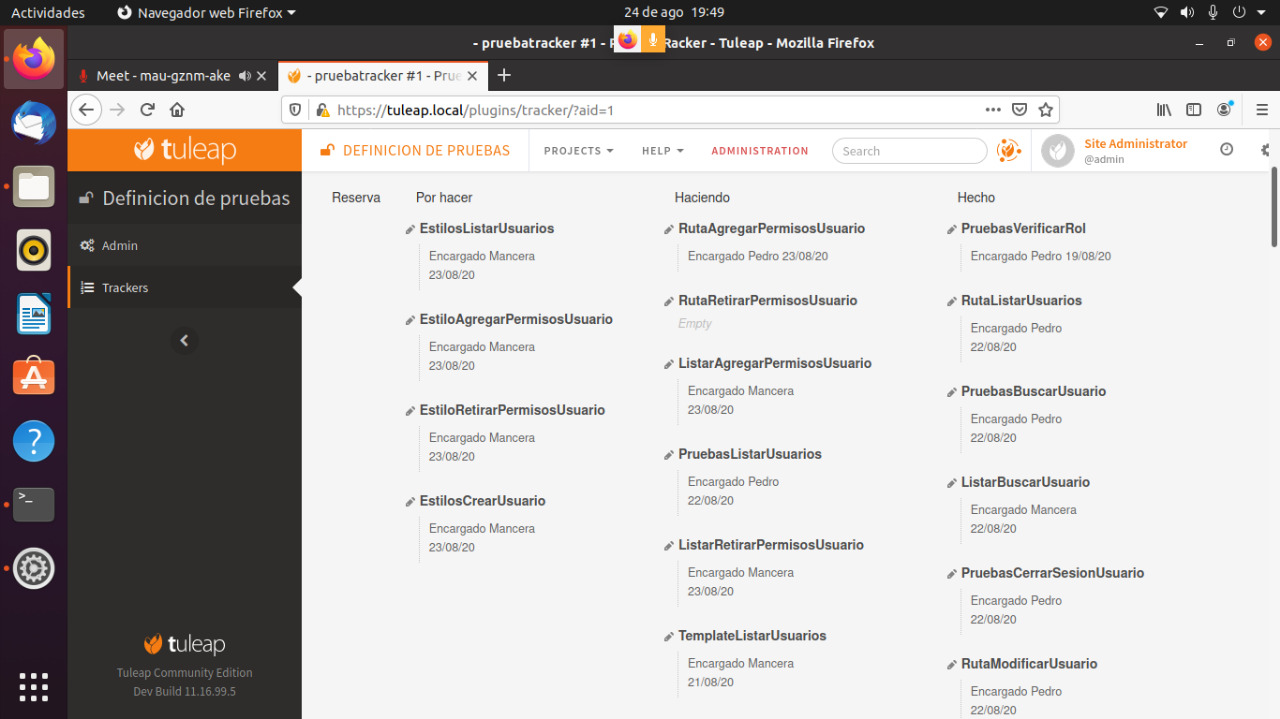 Actividades
Navegador web Firefox
24 de ago 19:49
- pruebatracker #1 - P
Racker - Tuleap - Mozilla Firefox
Meet - mau-gznm-ake
- pruebatracker #1 - Prue
https://tuleap.local/plugins/tracker/?aid=1
tuleap
DEFINICION DE PRUEBAS
PROJECTS
HELP
ADMINISTRATION
Search
Site Administrator
@admin
Definicion de pruebas
Admin
Trackers
tuleap
Tuleap Community Edition
Dev Build 11.16.99.5
Reserva
Por hacer
EstilosListarUsuarios
Encargado Mancera
23/08/20
EstiloAgregarPermisosUsuario
Encargado Mancera
23/08/20
EstiloRetirarPermisosUsuario
Encargado Mancera
23/08/20
EstilosCrearUsuario
Encargado Mancera
23/08/20
Haciendo
RutaAgregarPermisosUsuario
Encargado Pedro 23/08/20
RutaRetirarPermisosUsuario
Empty
ListarAgregarPermisosUsuario
Encargado Mancera
23/08/20
PruebasListarUsuarios
Encargado Pedro
22/08/20
ListarRetirarPermisosUsuario
Encargado Mancera
23/08/20
TemplateListarUsuarios
Encargado Mancera
21/08/20
Hecho
PruebasVerificarRol
Encargado Pedro 19/08/20
RutaListarUsuarios
Encargado Pedro
22/08/20
PruebasBuscarUsuario
Encargado Pedro
22/08/20
ListarBuscarUsuario
Encargado Mancera
22/08/20
PruebasCerrarSesionUsuario
Encargado Pedro
22/08/20
RutaModificarUsuario
Encargado Pedro
22/08/20